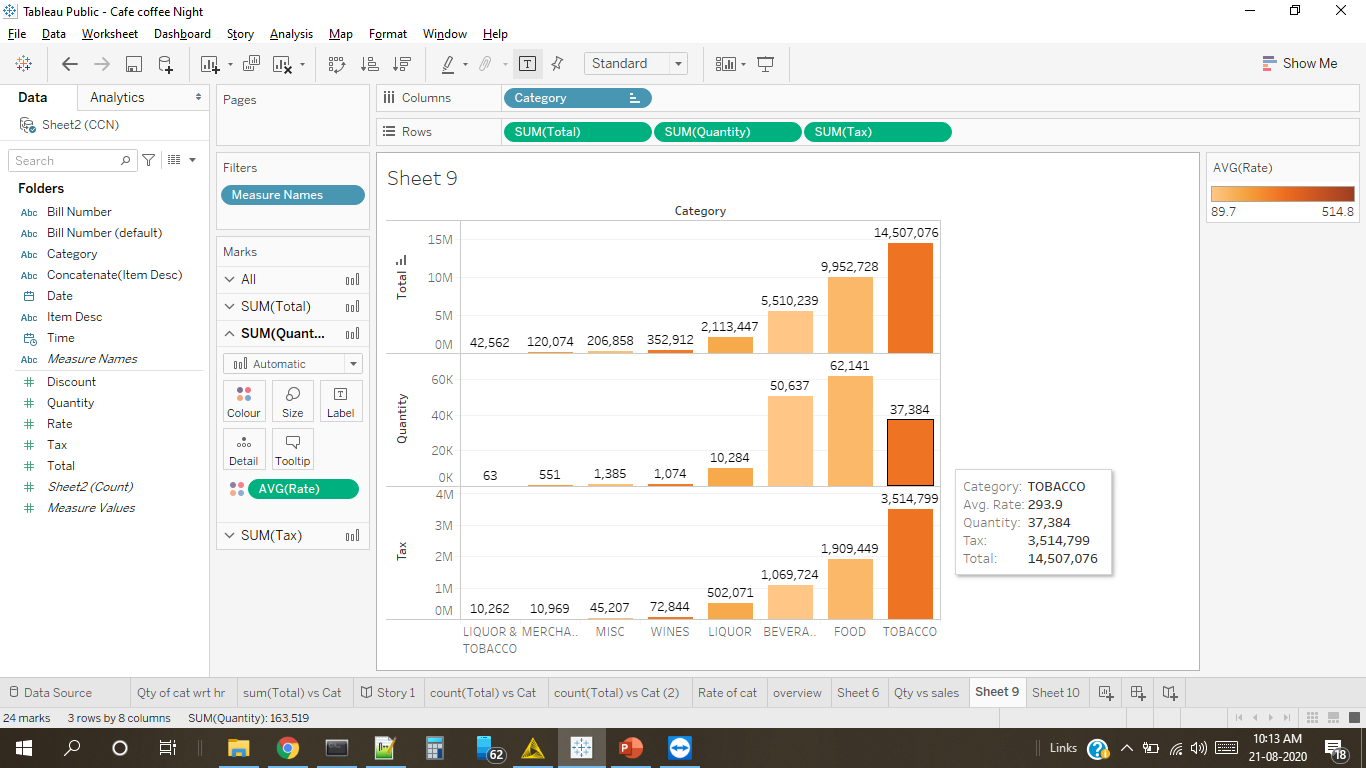 Tableau Public - Cafe coffee Night
File Data Worksheet Dashboard Story Analysis Map Format Window Help
Standard
Show Me
Data Analytics
Sheet2 (CCN)
Search
Folders
Abc Bill Number
Abc Bill Number (default)
Abc Category
Abc Concatenate(Item Desc)
Date
Abc Item Desc
Time
Abc Measure Names
Discount
Quantity
Rate
Tax
Total
Sheet2 (Count)
Measure Values
Pages
Filters
Measure Names
Marks
All
SUM(Total)
SUM(Quant...
Automatic
Colour Size Label
Detail Tooltip
AVG(Rate)
SUM(Tax)
Columns Category
Rows SUM(Total) SUM(Quantity) SUM(Tax)
Sheet 9
Category
Total
15M
10M
5M
0M
42,562 120,074 206,858 352,912 2,113,447 5,510,239 9,952,728 14,507,076
Quantity
60K
40K
20K
0K
63 551 1,385 1,074 10,284 50,637 62,141 37,384
Tax
4M
3M
2M
1M
0M
10,262 10,969 45,207 72,844 502,071 1,069,724 1,909,449 3,514,799
LIQUOR & MERCHA.. MISC WINES LIQUOR BEVERA.. FOOD TOBACCO
TOBACCO
Category: TOBACCO
Avg. Rate: 293.9
Quantity: 37,384
Tax: 3,514,799
Total: 14,507,076
AVG(Rate)
89.7 514.8
Data Source Qty of cat wrt hr sum(Total) vs Cat Story 1 count(Total) vs Cat count(Total) vs Cat (2) Rate of cat overview Sheet 6 Qty vs sales Sheet 9 Sheet 10
24 marks 3 rows by 8 columns SUM(Quantity): 163,519
62
Links
10:13 AM
21-08-2020
18